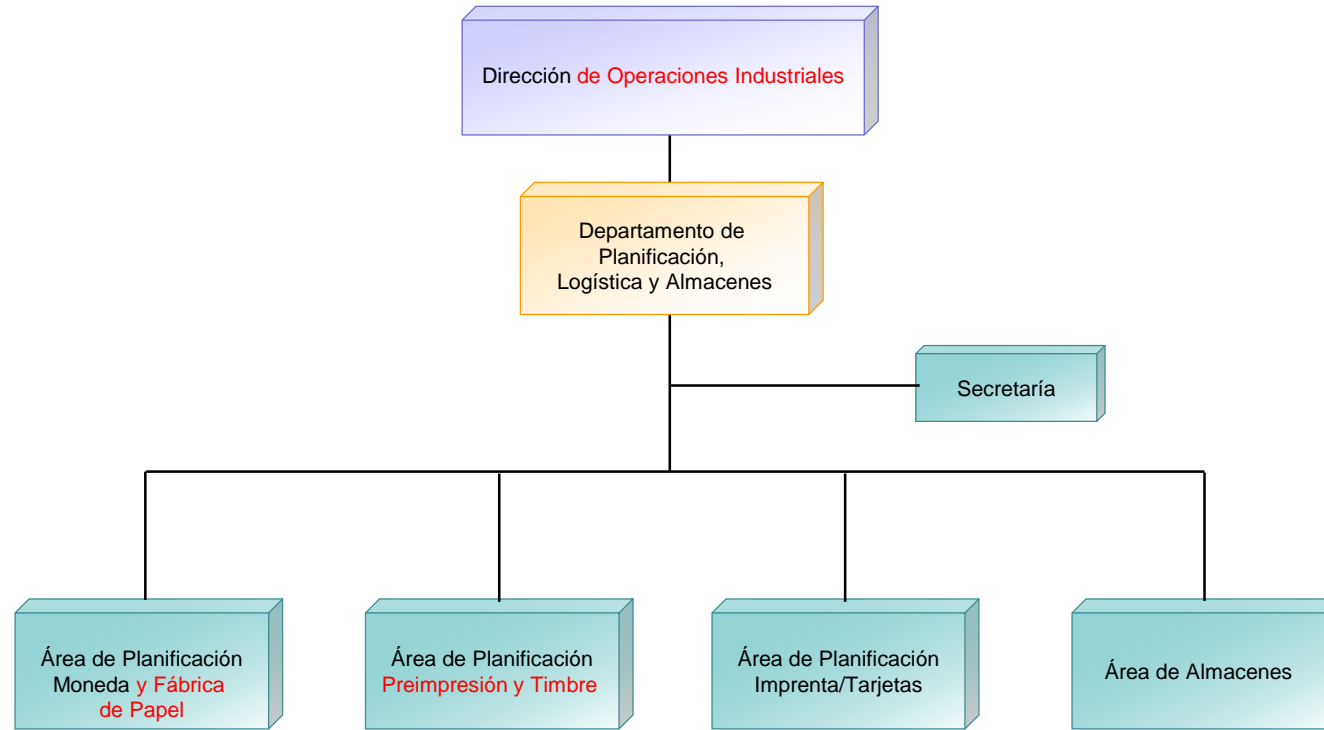 Dirección de Operaciones Industriales
Departamento de
Planificación,
Logística y Almacenes
Secretaría
Área de Planificación
Moneda y Fábrica
de Papel
Área de Planificación
Preimpresión y Timbre
Área de Planificación
Imprenta/Tarjetas
Área de Almacenes